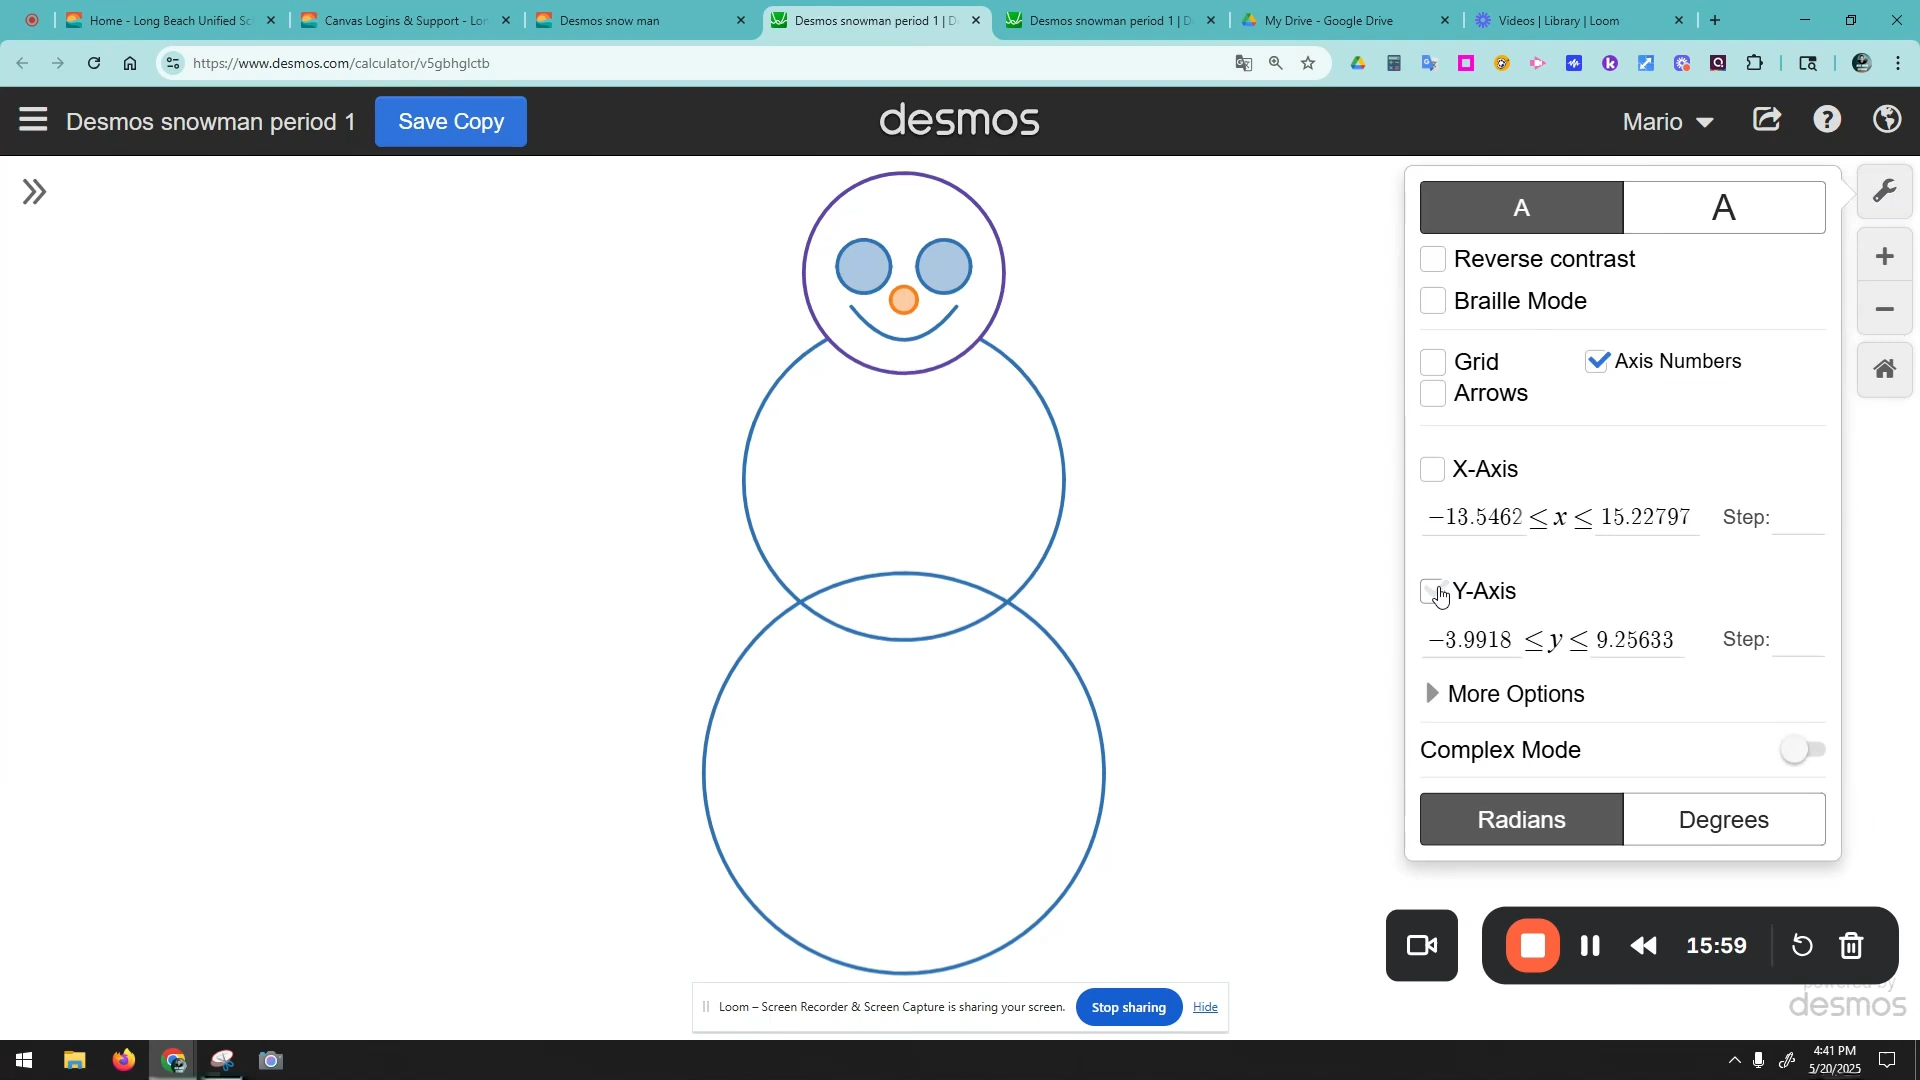 Home - Long Beach Unified Sc
Canvas Logins & Support - Lon
Desmos snow man
Desmos snowman period 1 | D
Desmos snowman period 1 | D
My Drive - Google Drive
Videos | Library | Loom
https://www.desmos.com/calculator/v5gbhglctb
Desmos snowman period 1
Save Copy
desmos
Mario
A
A
Reverse contrast
Braille Mode
Grid
Axis Numbers
Arrows
X-Axis
−13.5462 ≤ x ≤ 15.22797
Step:
Y-Axis
−3.9918 ≤ y ≤ 9.25633
Step:
More Options
Complex Mode
Radians
Degrees
15:59
powered by
desmos
Loom – Screen Recorder & Screen Capture is sharing your screen.
Stop sharing
Hide
4:41 PM
5/20/2025